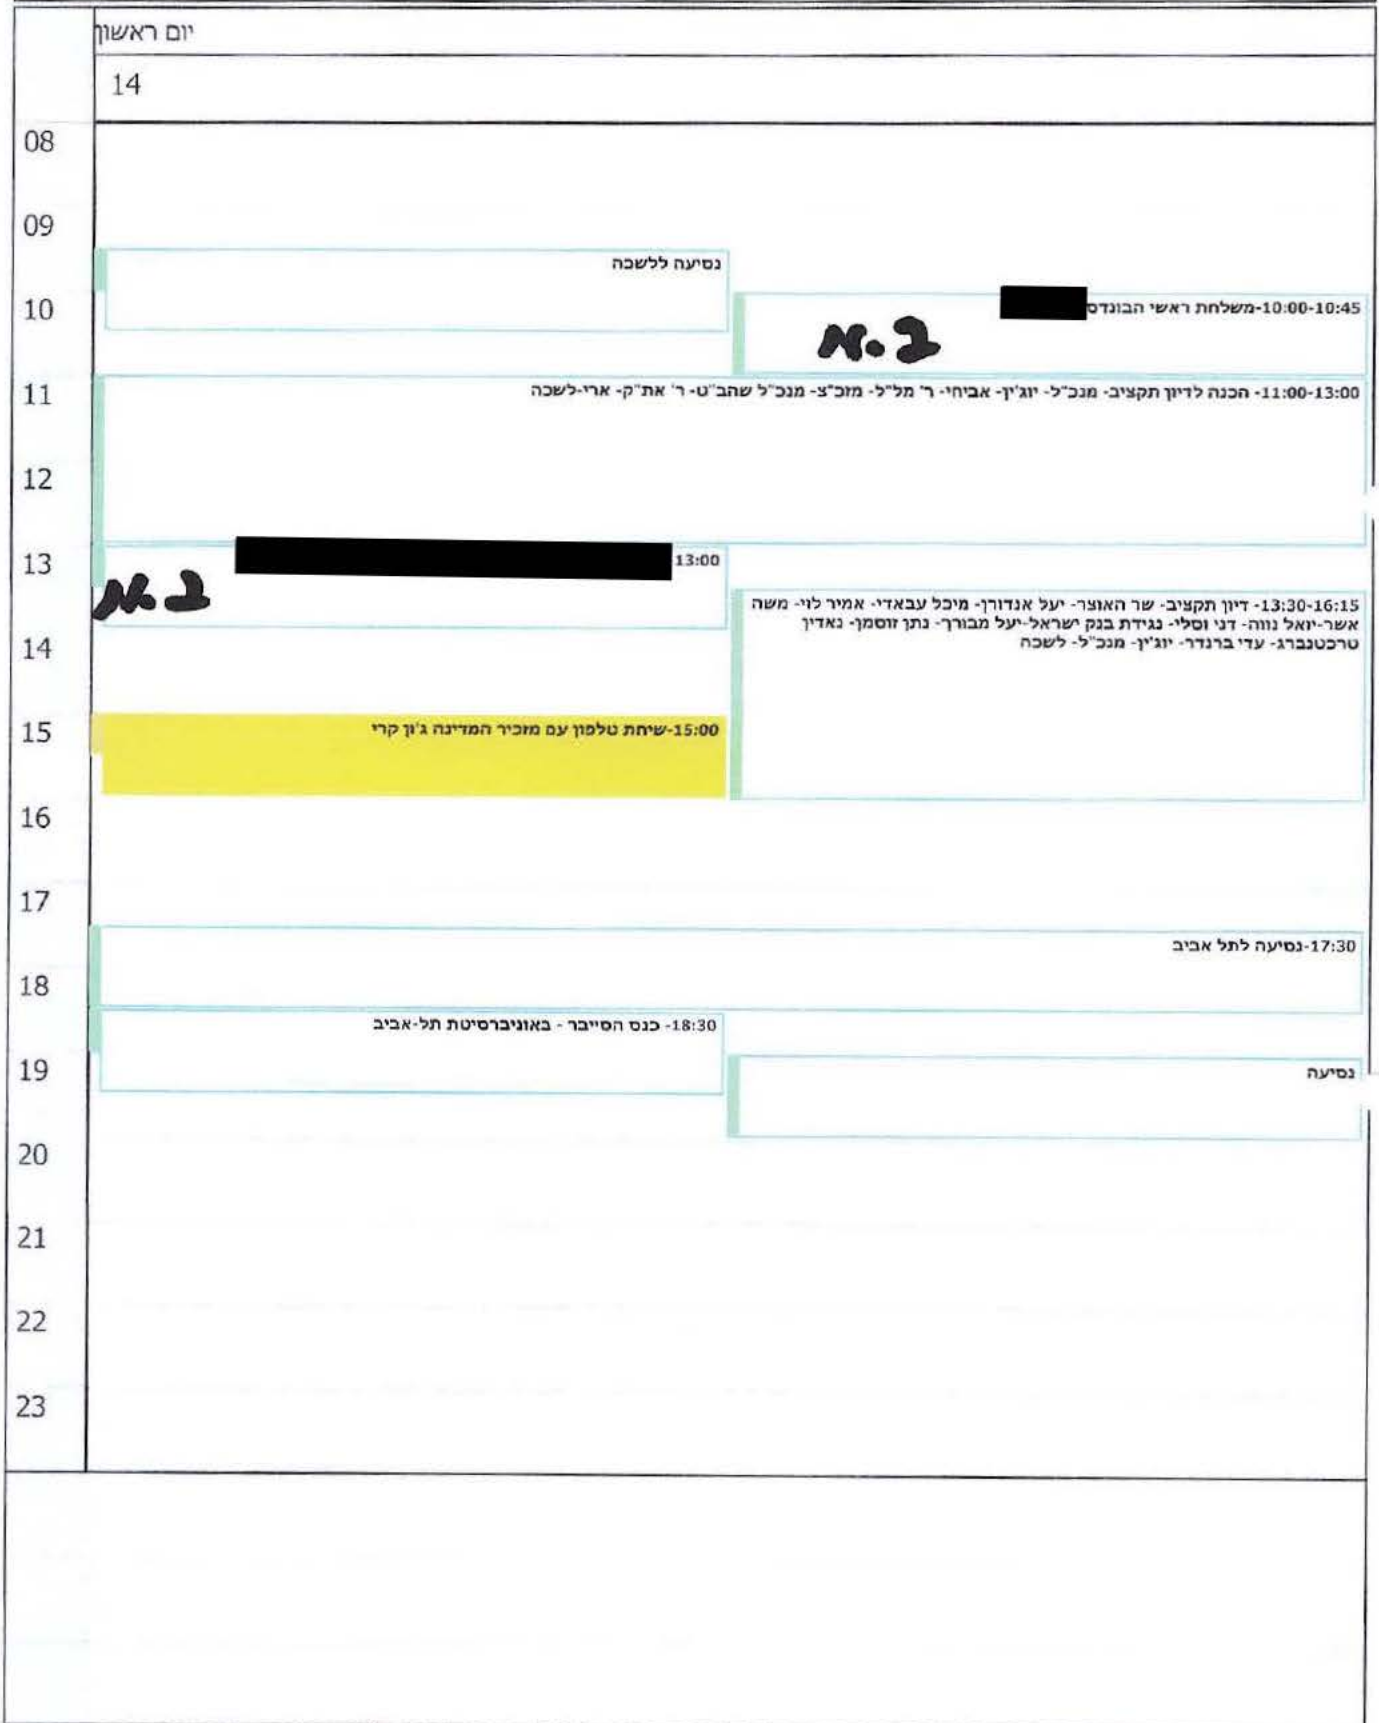 יום ראשון
14
08
09
נסיעה ללשכה
10
10:00-10:45-משלחת ראשי הבונדס
ב.מ
11
11:00-13:00- הכנה לדיון תקציב- מנכ"ל- יוג'ין- אביחי- ר' מל"ל- מזכ"צ- מנכ"ל שהב"ט- ר' את"ק- ארי-לשכה
12
13
13:00
ב.מ
13:30-16:15- דיון תקציב- שר האוצר- יעל אנדורן- מיכל עבאדי- אמיר לוי- משה
אשר-יואל נווה- דני וסלי- נגידת בנק ישראל-יעל מבורך- נתן זוסמן- נאדין
טרכטנברג- עדי ברנדר- יוג'ין- מנכ"ל- לשכה
14
15
15:00-שיחת טלפון עם מזכיר המדינה ג'ון קרי
16
17
17:30-נסיעה לתל אביב
18
18:30- כנס הסייבר - באוניברסיטת תל-אביב
19
נסיעה
20
21
22
23